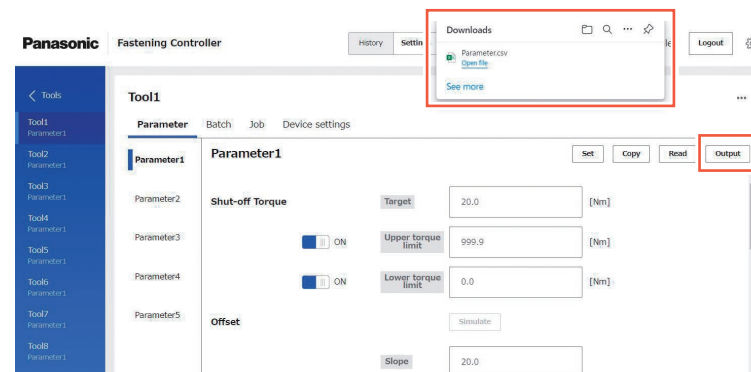 Panasonic
Fastening Controller
History
Settin
Logout
Downloads
Parameter.csv
Open file
See more
Tools
Tool1
Parameter1
Tool2
Parameter1
Tool3
Parameter1
Tool4
Parameter1
Tool5
Parameter1
Tool6
Parameter1
Tool7
Parameter1
Tool8
Parameter1
Tool1
Parameter Batch Job Device settings
Parameter1
Parameter2
Parameter3
Parameter4
Parameter5
Parameter1
Set Copy Read Output
Shut-off Torque Target 20.0 [Nm]
ON Upper torque limit 999.9 [Nm]
ON Lower torque limit 0.0 [Nm]
Offset Simulate
Slope 20.0